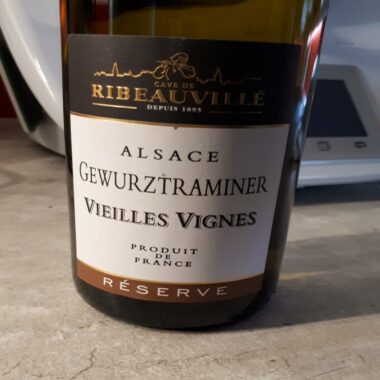 CAVE DE
RIBEAUVILLÉ
DEPUIS 1895
ALSACE
GEWURZTRAMINER
VIEILLES VIGNES
PRODUIT
DE
FRANCE
RÉSERVE